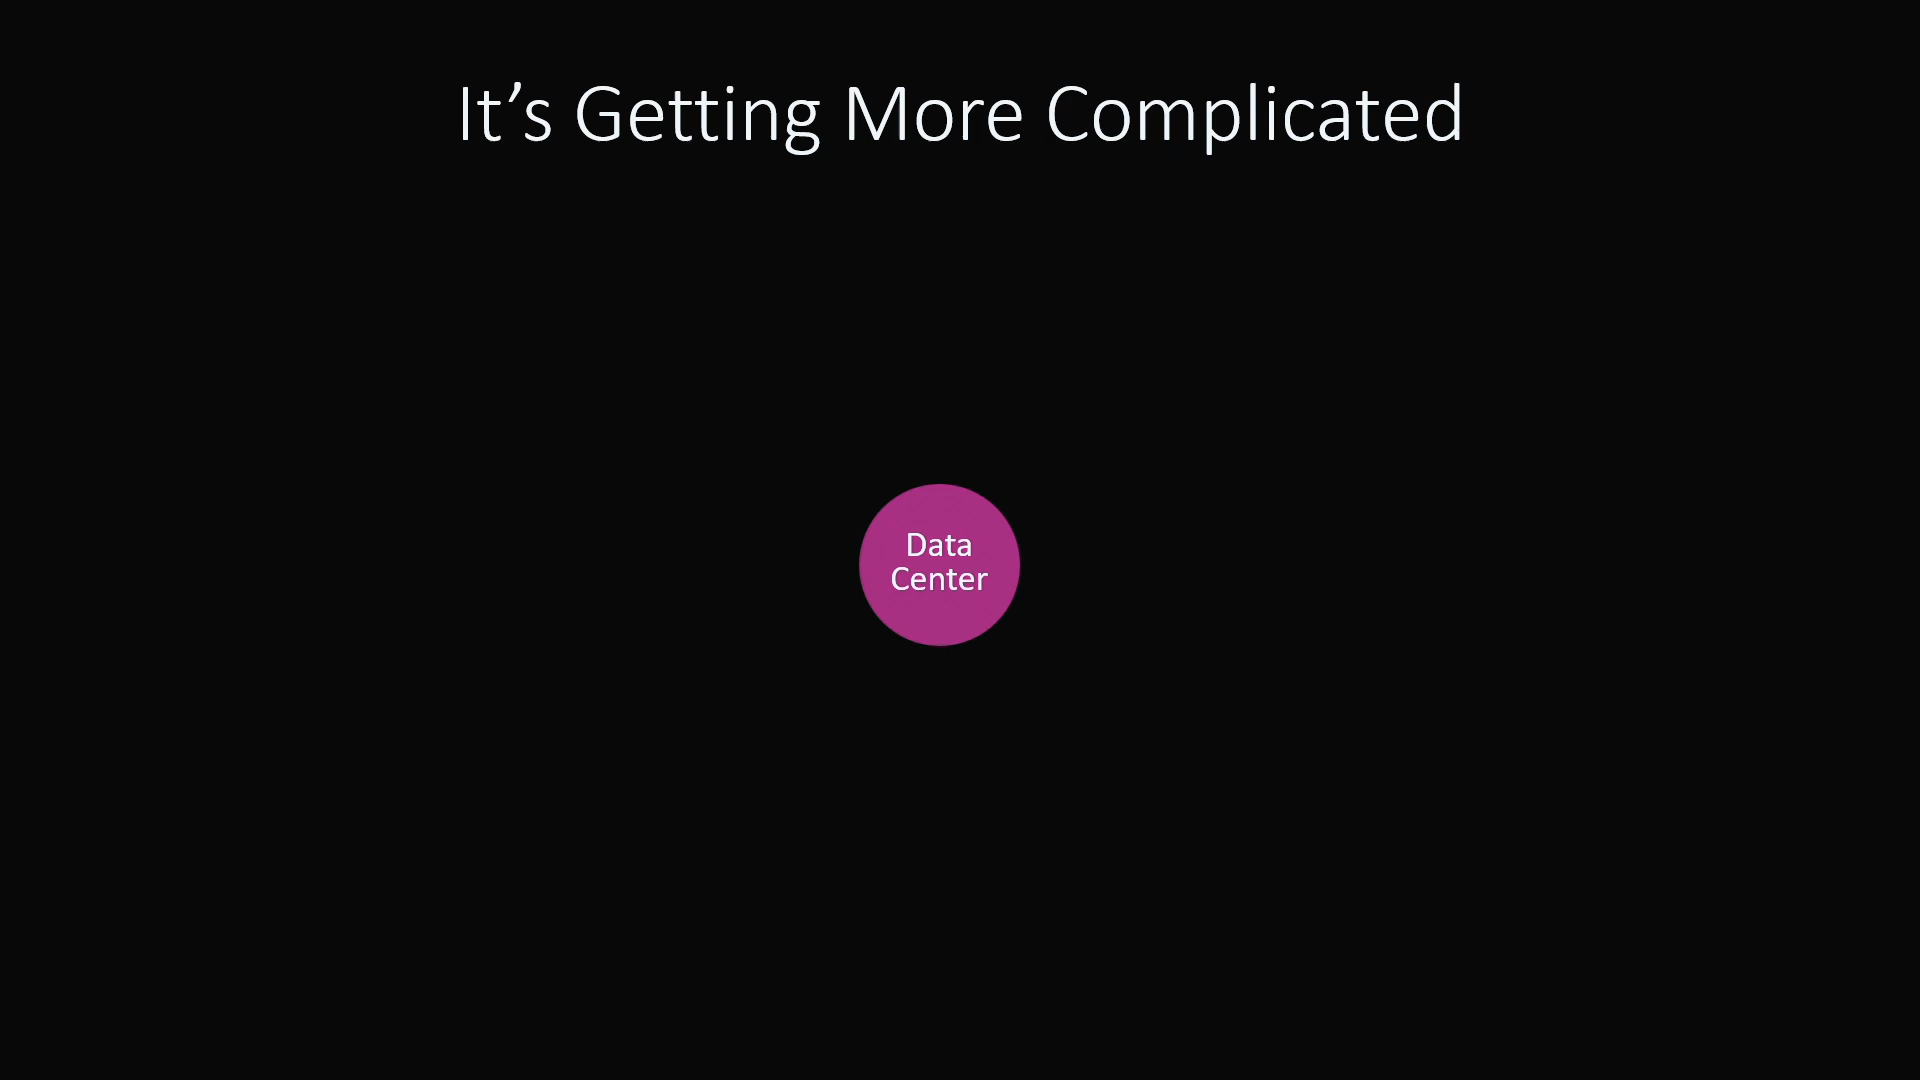 It’s Getting More Complicated
Data
Center